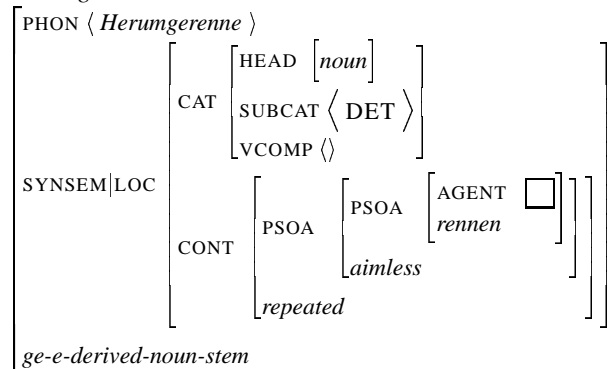 PHON ⟨ Herumgerenne ⟩
HEAD [noun]
CAT SUBCAT ⟨ DET ⟩
VCOMP ⟨⟩
SYNSEM|LOC
AGENT
PSOA
PSOA rennen
CONT aimless
repeated
ge-e-derived-noun-stem